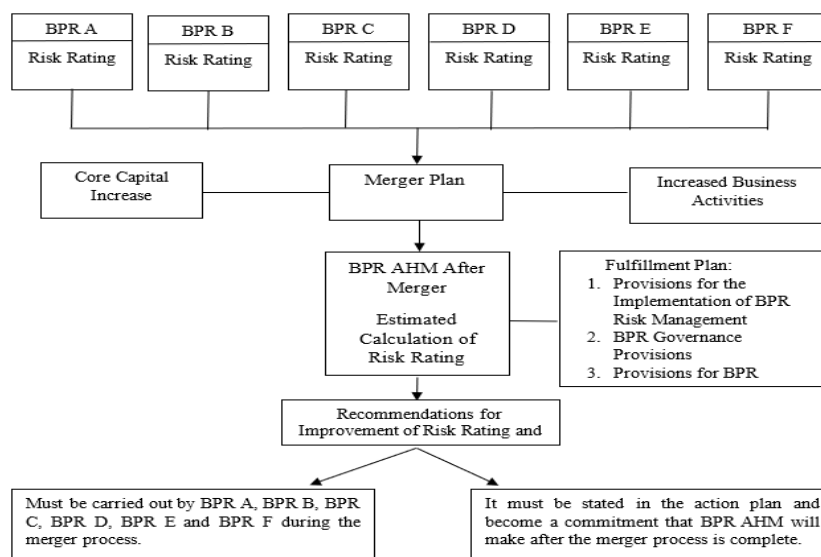 BPR A
Risk Rating
BPR B
Risk Rating
BPR C
Risk Rating
BPR D
Risk Rating
BPR E
Risk Rating
BPR F
Risk Rating
Core Capital
Increase
Merger Plan
Increased Business
Activities
BPR AHM After
Merger
Estimated
Calculation of
Risk Rating
Fulfillment Plan:
1. Provisions for the
Implementation of BPR
Risk Management
2. BPR Governance
Provisions
3. Provisions for BPR
Recommendations for
Improvement of Risk Rating and
Must be carried out by BPR A, BPR B, BPR
C, BPR D, BPR E and BPR F during the
merger process.
It must be stated in the action plan and
become a commitment that BPR AHM will
make after the merger process is complete.